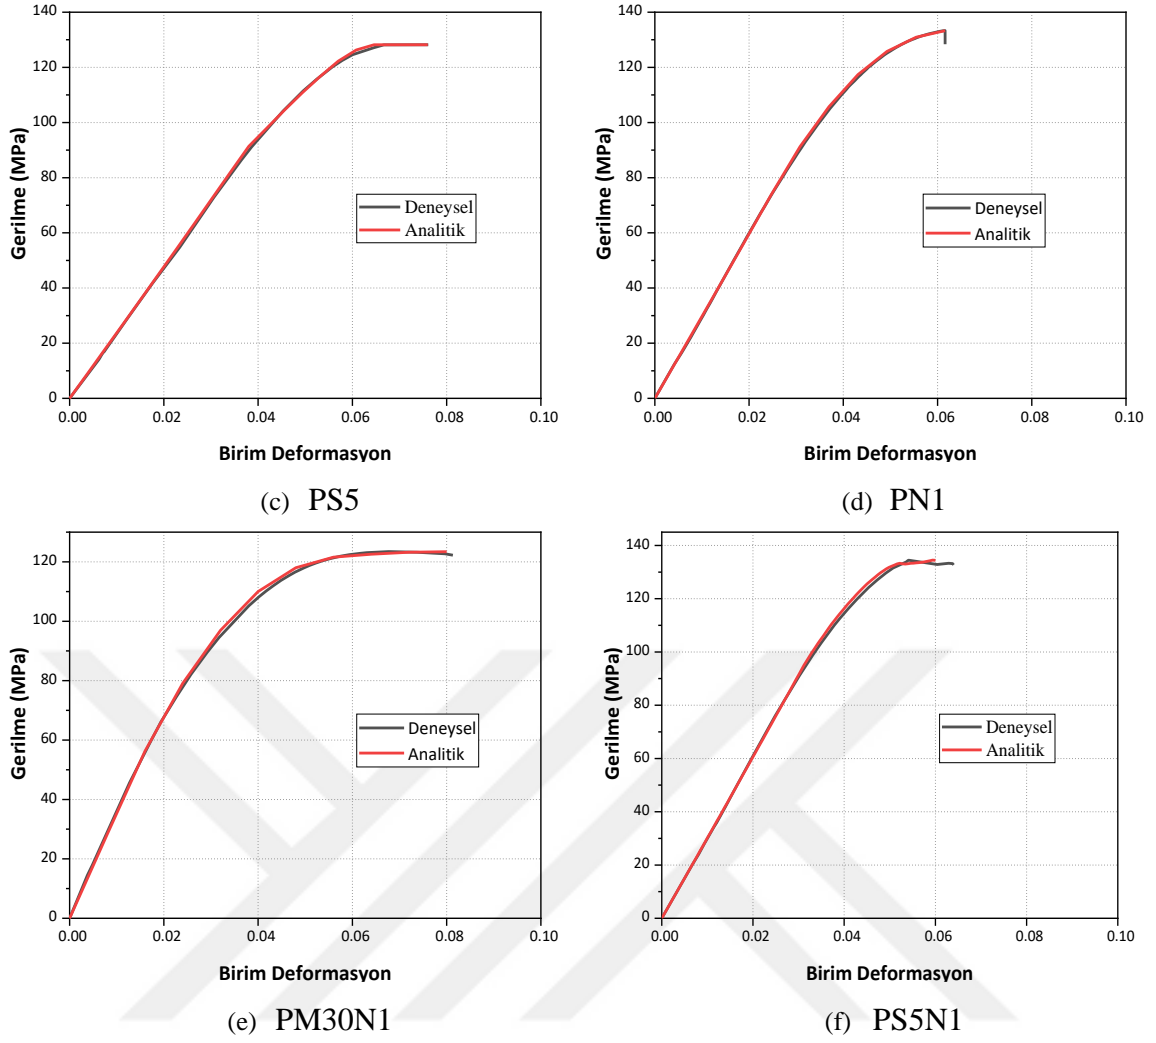 140
120
100
80
60
40
20
0
Gerilme (MPa)
Deneysel
Analitik
0.00 0.02 0.04 0.06 0.08 0.10
Birim Deformasyon
(c) PS5
140
120
100
80
60
40
20
0
Gerilme (MPa)
Deneysel
Analitik
0.00 0.02 0.04 0.06 0.08 0.10
Birim Deformasyon
(d) PN1
120
100
80
60
40
20
0
Gerilme (MPa)
Deneysel
Analitik
0.00 0.02 0.04 0.06 0.08 0.10
Birim Deformasyon
(e) PM30N1
140
120
100
80
60
40
20
0
Gerilme (MPa)
Deneysel
Analitik
0.00 0.02 0.04 0.06 0.08 0.10
Birim Deformasyon
(f) PS5N1